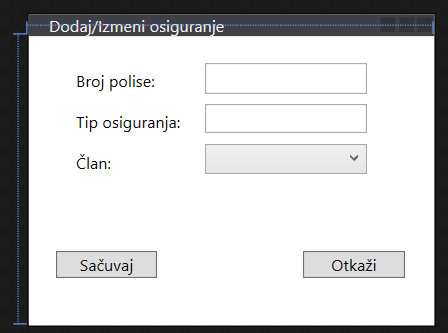 Dodaj/Izmeni osiguranje
Broj polise:
Tip osiguranja:
Član:
Sačuvaj
Otkaži